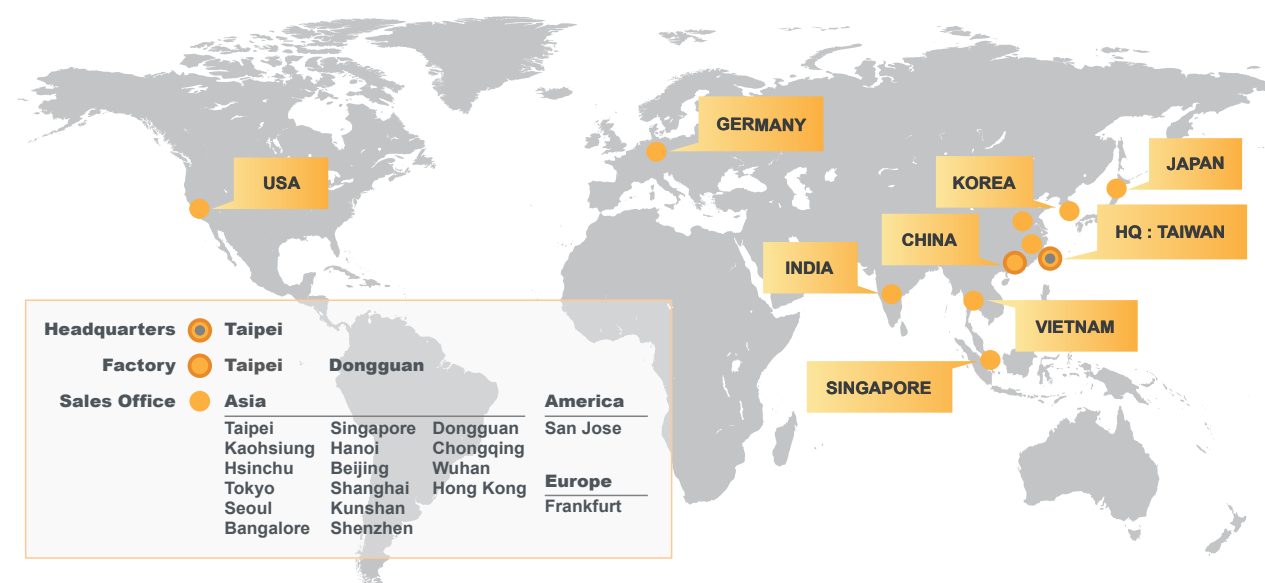 GERMANY
JAPAN
USA
KOREA
HQ : TAIWAN
CHINA
INDIA
VIETNAM
SINGAPORE
Headquarters Taipei
Factory Taipei Dongguan
Sales Office Asia America
Taipei Singapore Dongguan San Jose
Kaohsiung Hanoi Chongqing
Hsinchu Beijing Wuhan
Europe
Tokyo Shanghai Hong Kong
Seoul Kunshan Frankfurt
Bangalore Shenzhen